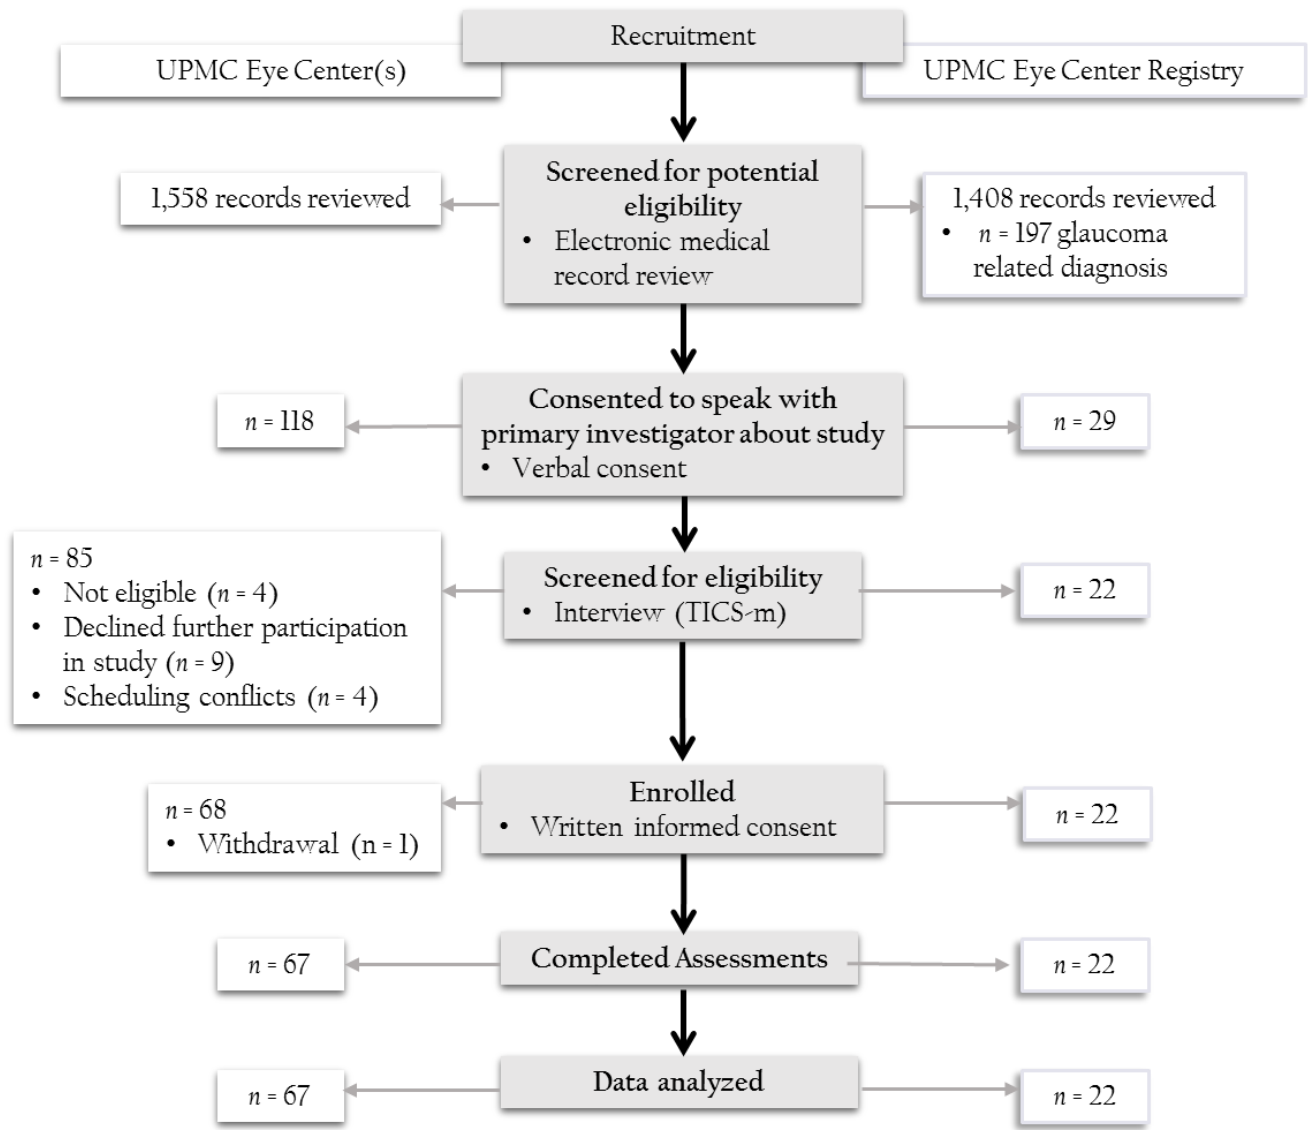 Recruitment
UPMC Eye Center(s)
UPMC Eye Center Registry
Screened for potential
eligibility
• Electronic medical
record review
1,558 records reviewed
1,408 records reviewed
• n = 197 glaucoma
related diagnosis
Consented to speak with
primary investigator about study
• Verbal consent
n = 118
n = 29
Screened for eligibility
• Interview (TICS-m)
n = 85
• Not eligible (n = 4)
• Declined further participation
in study (n = 9)
• Scheduling conflicts (n = 4)
n = 22
Enrolled
• Written informed consent
n = 68
• Withdrawal (n = 1)
n = 22
Completed Assessments
n = 67
n = 22
Data analyzed
n = 67
n = 22